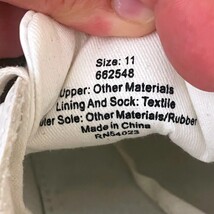 Size: 11
662548
Upper: Other Materials
Lining And Sock: Textile
uter Sole: Other Materials/Rubber
Made in China
RN54023